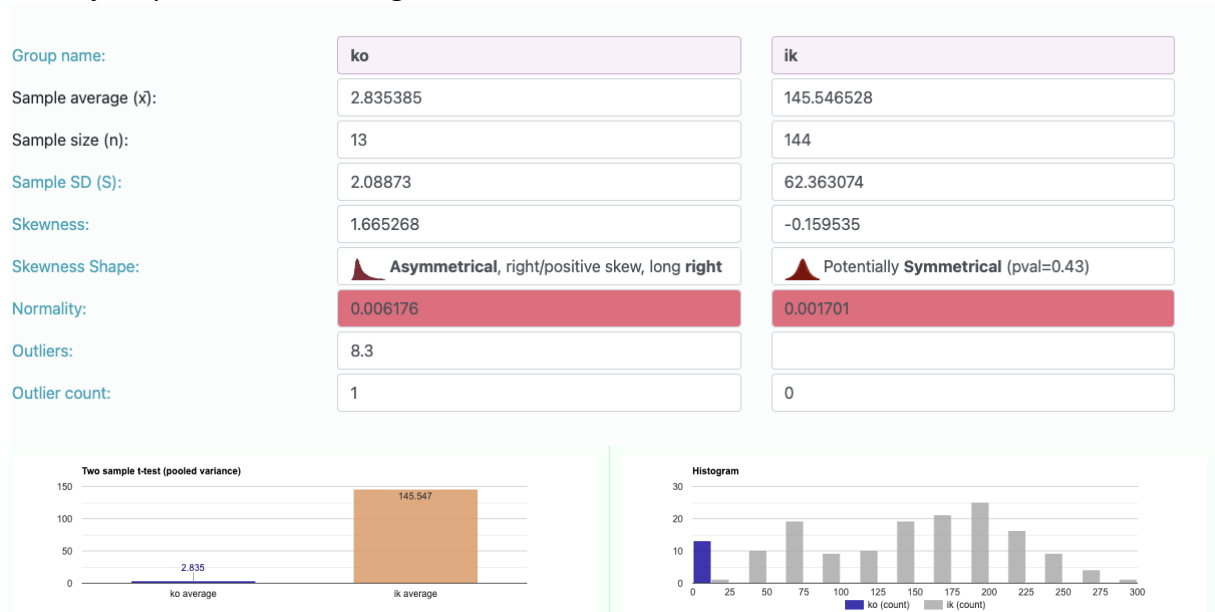 Group name: ko ik
Sample average (x̄): 2.835385 145.546528
Sample size (n): 13 144
Sample SD (S): 2.08873 62.363074
Skewness: 1.665268 -0.159535
Skewness Shape: Asymmetrical, right/positive skew, long right Potentially Symmetrical (pval=0.43)
Normality: 0.006176 0.001701
Outliers: 8.3
Outlier count: 1 0
Two sample t-test (pooled variance)
150
145.547
100
50
2.835
0
ko average ik average
Histogram
30
20
10
0
0 25 50 75 100 125 150 175 200 225 250 275 300
ko (count) ik (count)